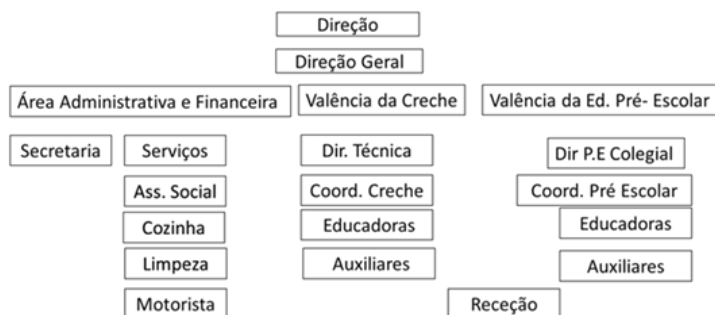 Direção
Direção Geral
Área Administrativa e Financeira
Valência da Creche
Valência da Ed. Pré- Escolar
Secretaria
Serviços
Dir. Técnica
Dir P.E Colegial
Ass. Social
Coord. Creche
Coord. Pré Escolar
Cozinha
Educadoras
Educadoras
Limpeza
Auxiliares
Auxiliares
Motorista
Receção